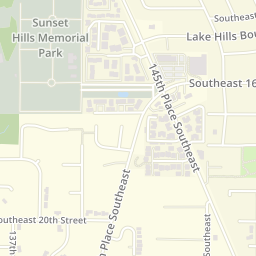 Southeast
Sunset
Hills Memorial
Park
Lake Hills Bou
145th Place Southeast
Southeast 16
Place Southeast
outheast 20th Street
137th
Southeast